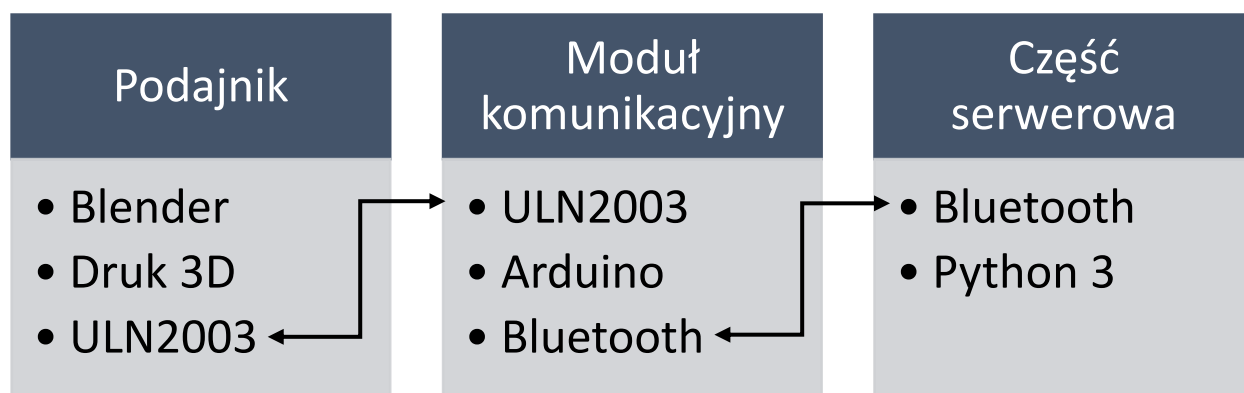 Podajnik
• Blender
• Druk 3D
• ULN2003
Moduł
komunikacyjny
• ULN2003
• Arduino
• Bluetooth
Część
serwerowa
• Bluetooth
• Python 3